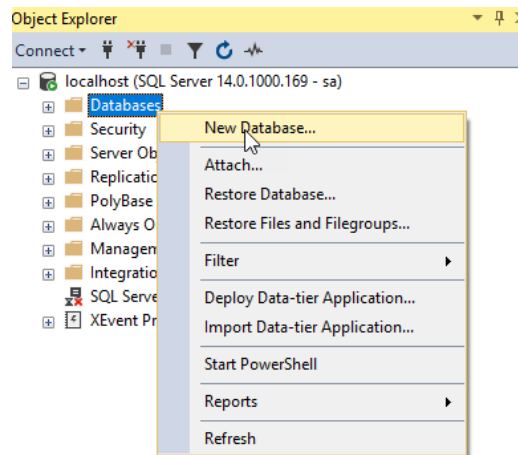 Object Explorer
Connect
localhost (SQL Server 14.0.1000.169 - sa)
Databases
Security
Server Ob
Replicatic
PolyBase
Always O
Managem
Integratio
SQL Serve
XEvent Pr
New Database...
Attach...
Restore Database...
Restore Files and Filegroups...
Filter
Deploy Data-tier Application...
Import Data-tier Application...
Start PowerShell
Reports
Refresh